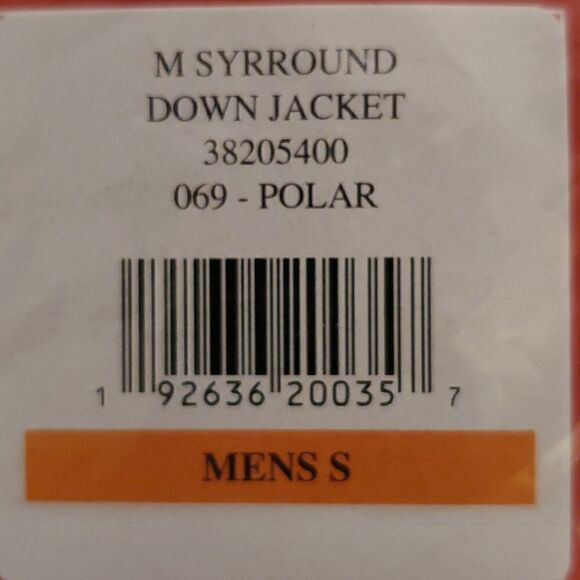 M SYRROUND
DOWN JACKET
38205400
069 - POLAR
1 92636 20035 7
MENS S